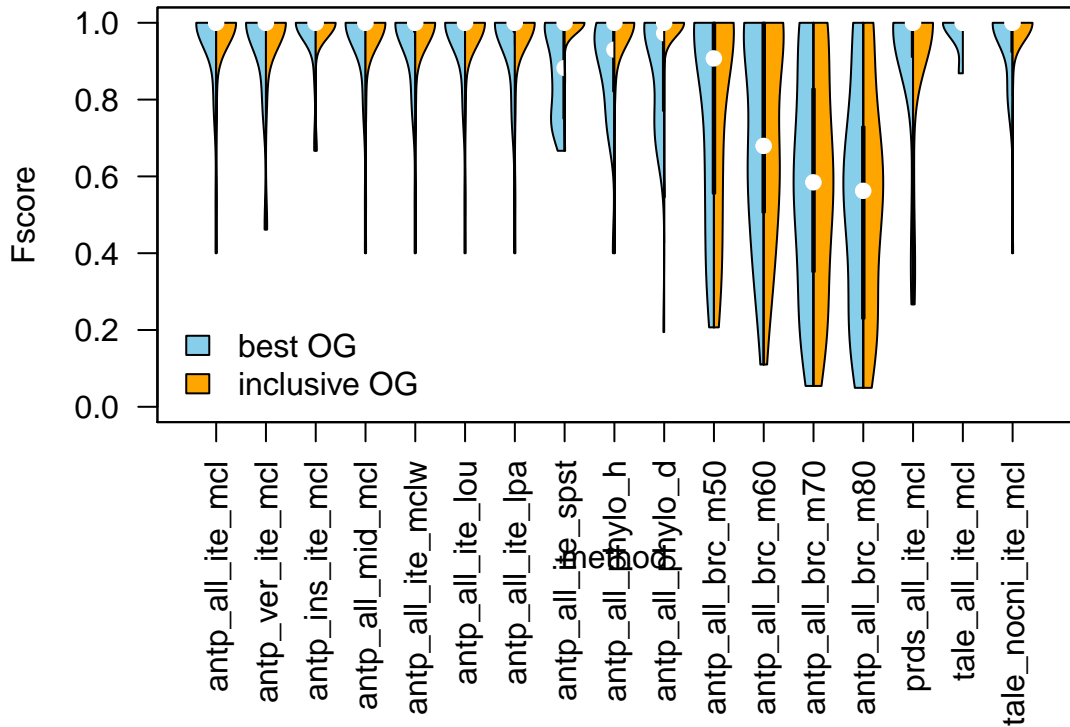 1.0
0.8
0.6
0.4
0.2
0.0
Fscore
best OG
inclusive OG
antp_all_ite_mcl
antp_ver_ite_mcl
antp_ins_ite_mcl
antp_all_mid_mcl
antp_all_ite_mclw
antp_all_ite_lou
antp_all_ite_lpa
antp_all_ite_spst
antp_all_phylo_h
antp_all_phylo_d
antp_all_brc_m50
antp_all_brc_m60
antp_all_brc_m70
antp_all_brc_m80
prds_all_ite_mcl
tale_all_ite_mcl
tale_nocni_ite_mcl
method